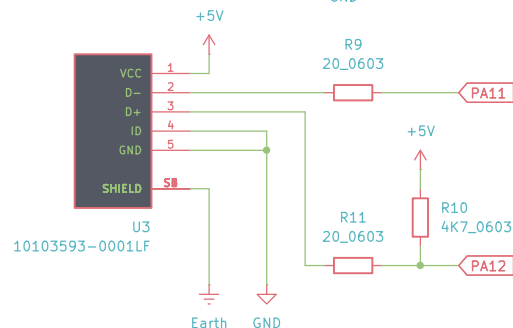 GND
+5V
VCC 1
D- 2
D+ 3
ID 4
GND 5
SHIELD
U3
10103593-0001LF
R9
20_0603
PA11
+5V
R10
4K7_0603
R11
20_0603
PA12
Earth
GND